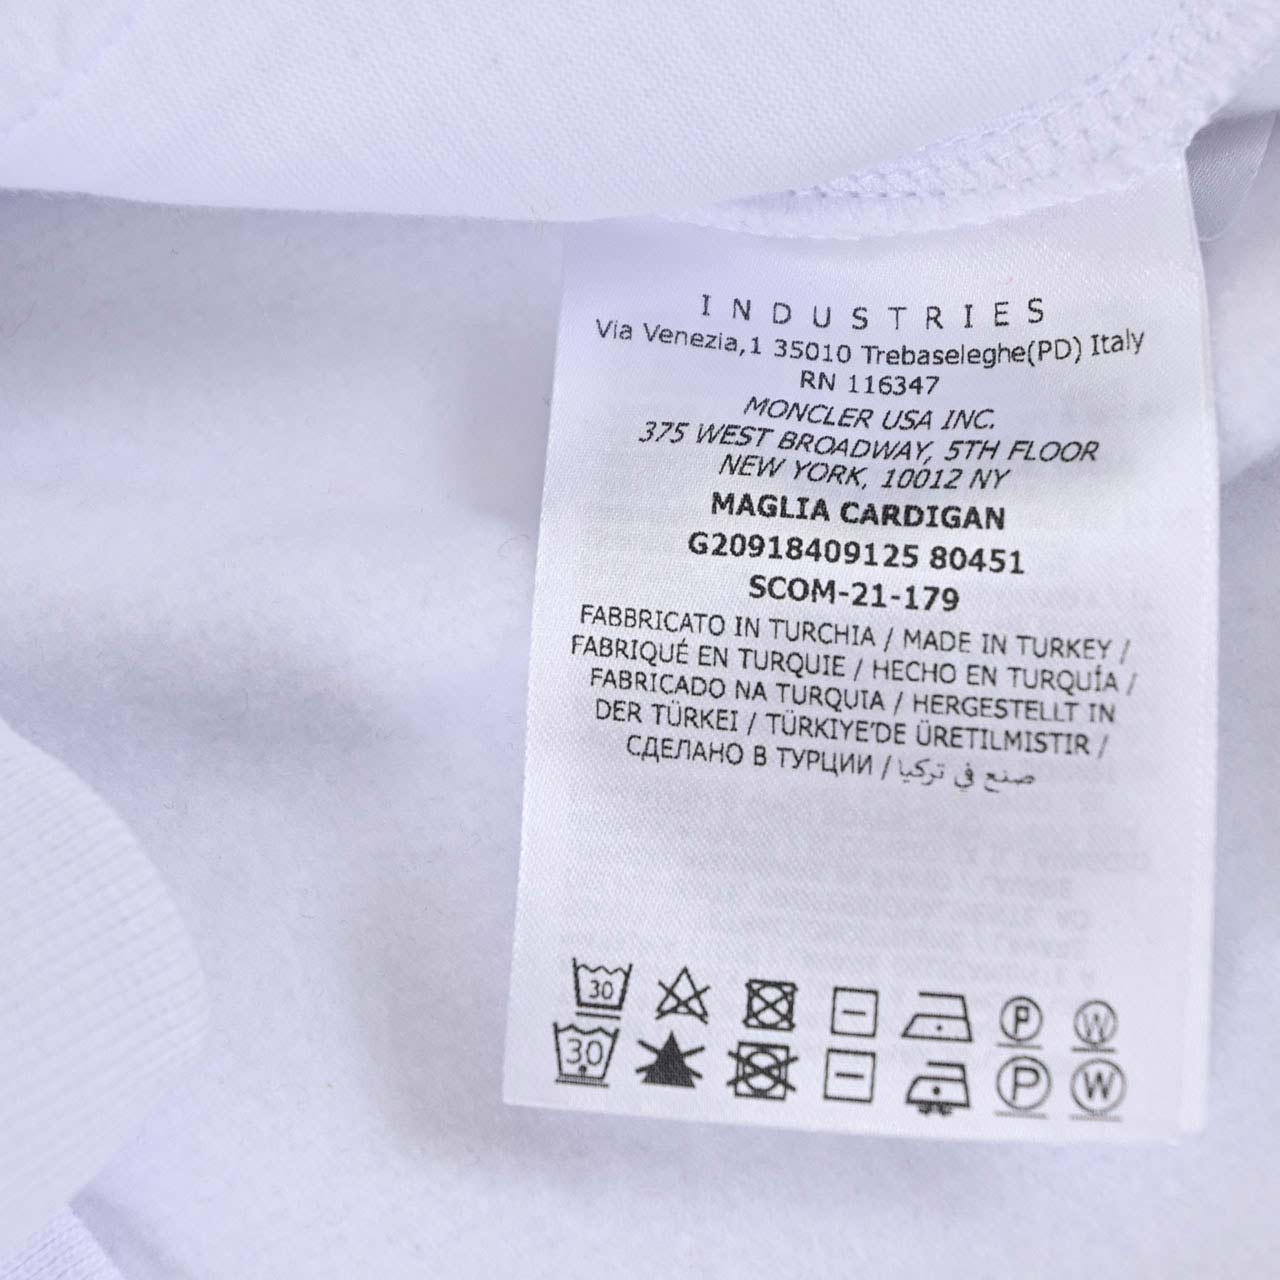 INDUSTRIES
Via Venezia,1 35010 Trebaseleghe(PD) Italy
RN 116347
MONCLER USA INC.
375 WEST BROADWAY, 5TH FLOOR
NEW YORK, 10012 NY
MAGLIA CARDIGAN
G20918409125 80451
SCOM-21-179
FABBRICATO IN TURCHIA / MADE IN TURKEY /
FABRIQUÉ EN TURQUIE / HECHO EN TURQUÍA /
FABRICADO NA TURQUIA / HERGESTELLT IN
DER TÜRKEI / TÜRKIYE'DE ÜRETILMISTIR /
СДЕЛАНО В ТУРЦИИ / صنع في تركيا
30 P W
30 P W